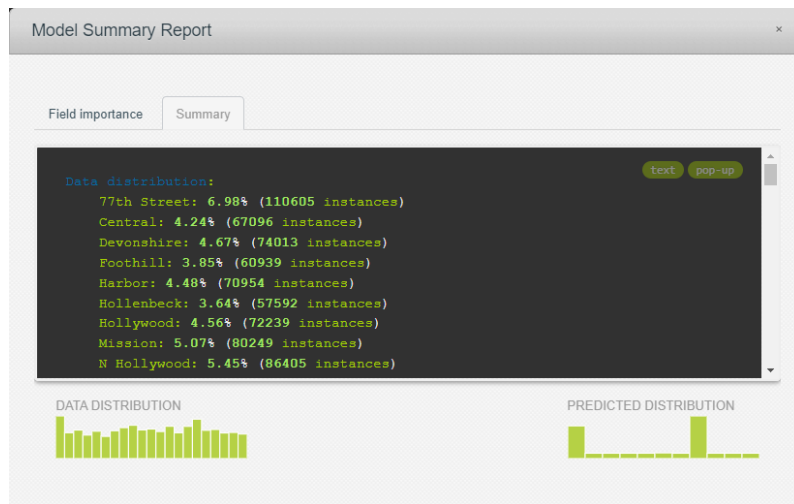 Model Summary Report ×
Field importance Summary
text pop-up
Data distribution:
77th Street: 6.98% (110605 instances)
Central: 4.24% (67096 instances)
Devonshire: 4.67% (74013 instances)
Foothill: 3.85% (60939 instances)
Harbor: 4.48% (70954 instances)
Hollenbeck: 3.64% (57592 instances)
Hollywood: 4.56% (72239 instances)
Mission: 5.07% (80249 instances)
N Hollywood: 5.45% (86405 instances)
DATA DISTRIBUTION PREDICTED DISTRIBUTION